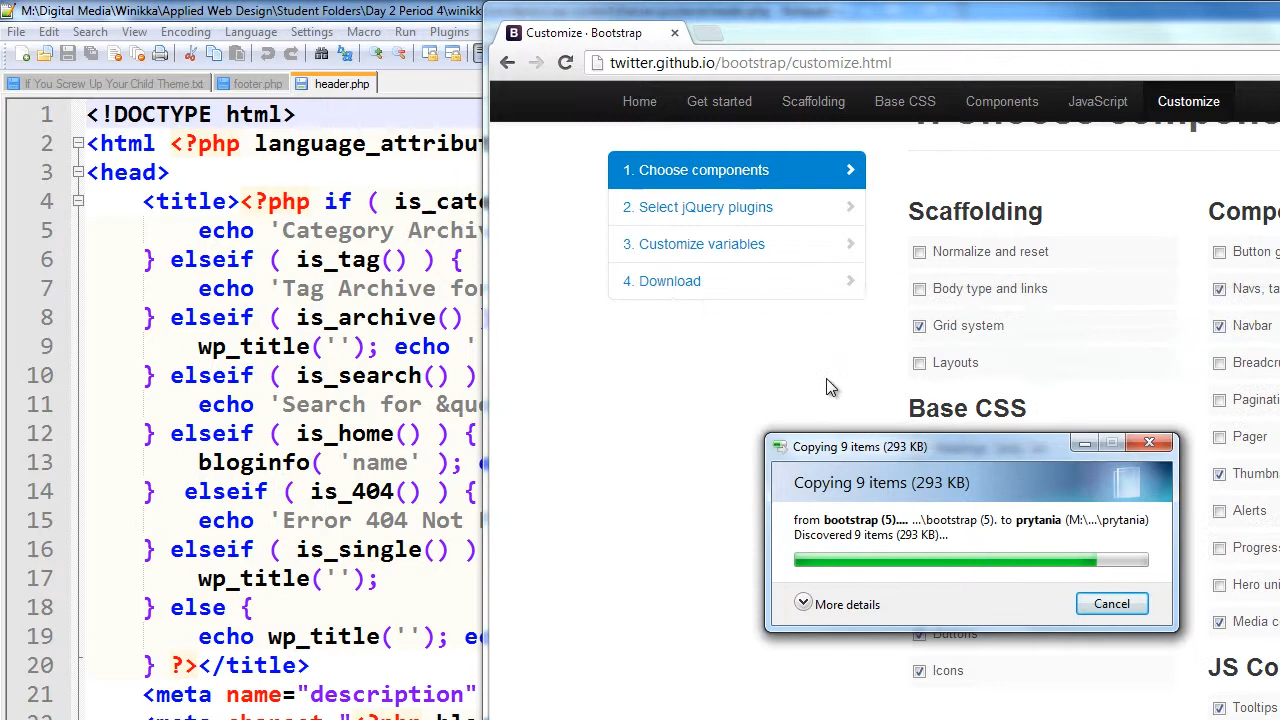 M:\Digital Media\Winikka\Applied Web Design\Student Folders\Day 2 Period 4\winikk
File Edit Search View Encoding Language Settings Macro Run Plugins
If You Screw Up Your Child Theme.txt footer.php header.php
1 <!DOCTYPE html>
2 <html <?php language_attribut
3 <head>
4 <title><?php if ( is_cate
5 echo 'Category Archiv
6 } elseif ( is_tag() ) {
7 echo 'Tag Archive for
8 } elseif ( is_archive()
9 wp_title(''); echo '
10 } elseif ( is_search() )
11 echo 'Search for &quo
12 } elseif ( is_home() ) {
13 bloginfo( 'name' ); e
14 } elseif ( is_404() ) {
15 echo 'Error 404 Not
16 } elseif ( is_single() )
17 wp_title('');
18 } else {
19 echo wp_title(''); ec
20 } ?></title>
21 <meta name="description"
22
Customize · Bootstrap
twitter.github.io/bootstrap/customize.html
Home Get started Scaffolding Base CSS Components JavaScript Customize
1. Choose components
2. Select jQuery plugins
3. Customize variables
4. Download
Scaffolding
Normalize and reset
Body type and links
Grid system
Layouts
Base CSS
Buttons
Icons
Compo
Button g
Navs, ta
Navbar
Breadcr
Paginati
Pager
Thumbn
Alerts
Progres
Hero uni
Media c
JS Co
Tooltips
Copying 9 items (293 KB)
Copying 9 items (293 KB)
from bootstrap (5).... ...\bootstrap (5). to prytania (M:\...\prytania)
Discovered 9 items (293 KB)...
More details
Cancel